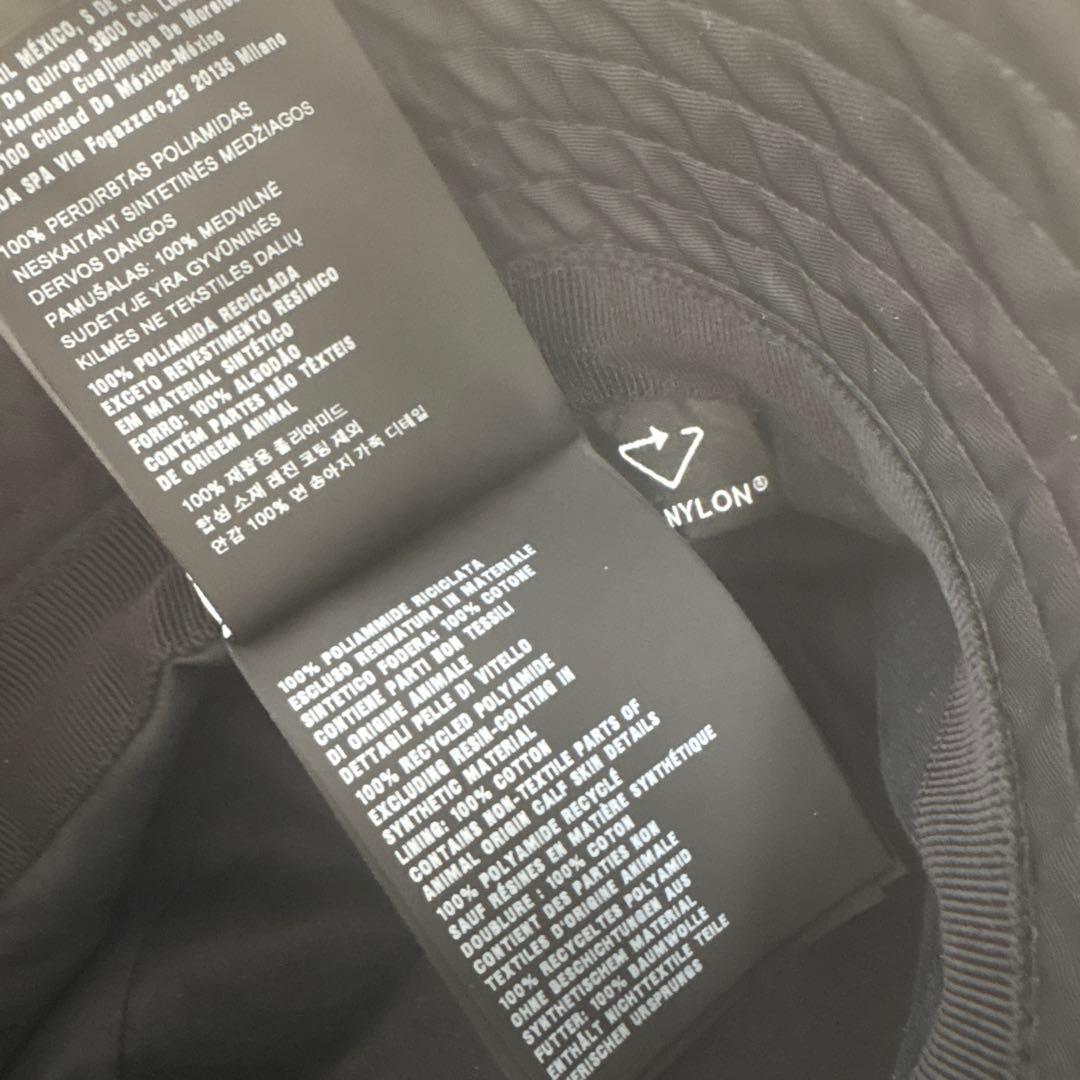 MÉXICO, S DE
De Quiroga 3800 Col. Lo
Hermosa Cuajimalpa De Morelos
Ciudad De México-México
SPA Via Fogazzaro,28 20135 Milano
100% PERDIRBTAS POLIAMIDAS
NESKAITANT SINTETINĖS MEDŽIAGOS
DERVOS DANGOS
PAMUŠALAS: 100% MEDVILNĖ
SUDĖTYJE YRA GYVŪNINĖS
KILMĖS NE TEKSTILĖS DALIŲ
100% POLIAMIDA RECICLADA
EXCETO REVESTIMENTO RESÍNICO
EM MATERIAL SINTÉTICO
FORRO: 100% ALGODÃO
CONTÉM PARTES NÃO TÊXTEIS
DE ORIGEM ANIMAL
100% 재활용 폴리아미드
합성 소재 레진 코팅 제외
안감 100% 면 송아지 가죽 디테일
NYLON®
100% POLIAMMIDE RICICLATA
ESCLUSO RESINATURA IN MATERIALE
SINTETICO FODERA: 100% COTONE
CONTIENE PARTI NON TESSILI
DI ORIGINE ANIMALE
DETTAGLI PELLE DI VITELLO
100% RECYCLED POLYAMIDE
EXCLUDING RESIN-COATING IN
SYNTHETIC MATERIAL
LINING: 100% COTTON
CONTAINS NON-TEXTILE PARTS OF
ANIMAL ORIGIN CALF SKIN DETAILS
100% POLYAMIDE RECYCLÉ
SAUF RÉSINES EN MATIÈRE SYNTHÉTIQUE
DOUBLURE : 100% COTON
CONTIENT DES PARTIES NON
TEXTILES D'ORIGINE ANIMALE
100% RECYCELTES POLYAMID
OHNE BESCHICHTUNGEN AUS
SYNTHETISCHEM MATERIAL
FUTTER: 100% BAUMWOLLE
ENTHÄLT NICHTTEXTILE TEILE
TIERISCHEN URSPRUNGS